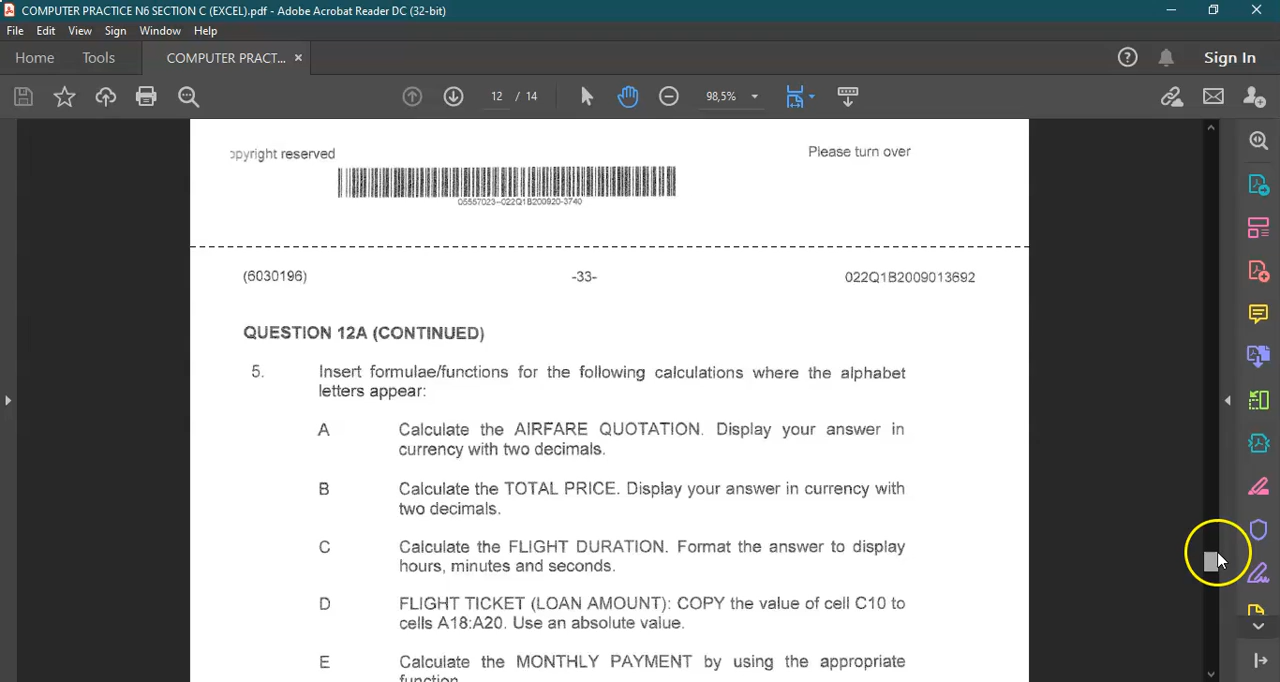 COMPUTER PRACTICE N6 SECTION C (EXCEL).pdf - Adobe Acrobat Reader DC (32-bit)
File Edit View Sign Window Help
Home Tools COMPUTER PRACT... × Sign In
12 / 14 98,5%
opyright reserved Please turn over
05557023-022Q1B200920-3740
(6030196) -33- 022Q1B2009013692
QUESTION 12A (CONTINUED)
5. Insert formulae/functions for the following calculations where the alphabet
letters appear:
A Calculate the AIRFARE QUOTATION. Display your answer in
currency with two decimals.
B Calculate the TOTAL PRICE. Display your answer in currency with
two decimals.
C Calculate the FLIGHT DURATION. Format the answer to display
hours, minutes and seconds.
D FLIGHT TICKET (LOAN AMOUNT): COPY the value of cell C10 to
cells A18:A20. Use an absolute value.
E Calculate the MONTHLY PAYMENT by using the appropriate
function